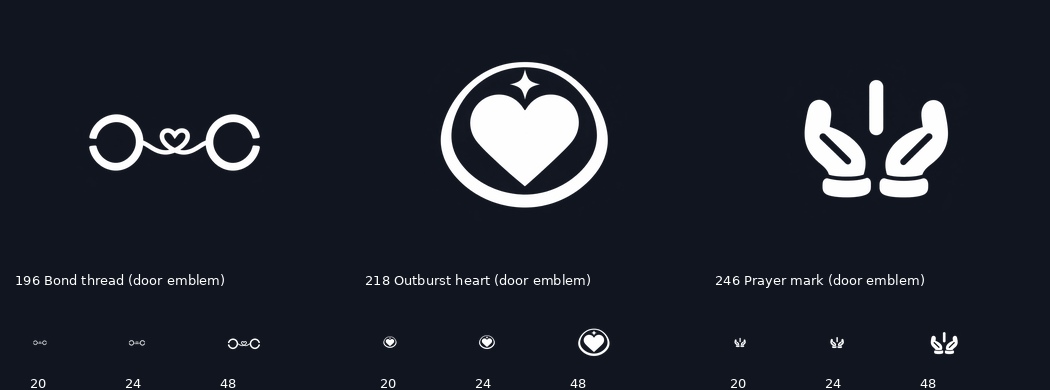 196 Bond thread (door emblem)
218 Outburst heart (door emblem)
246 Prayer mark (door emblem)
20 24 48
20 24 48
20 24 48